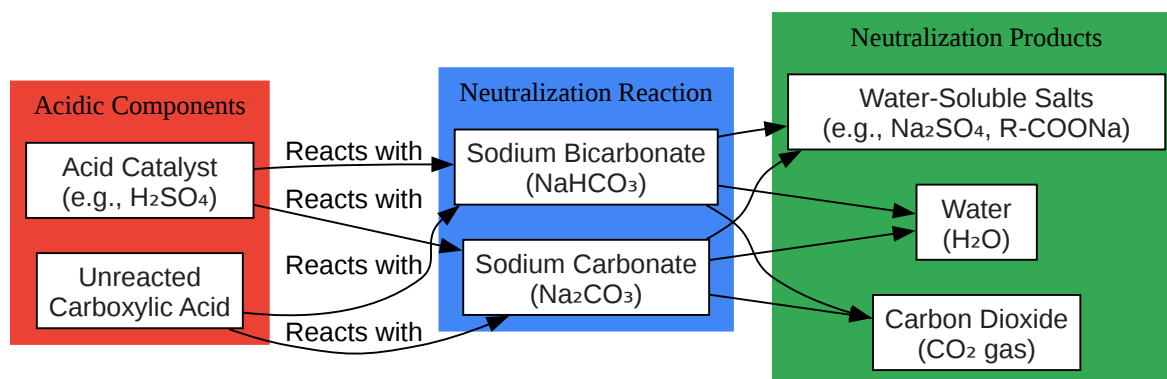 Acidic Components
Acid Catalyst
(e.g., H₂SO₄)
Unreacted
Carboxylic Acid
Reacts with
Reacts with
Reacts with
Reacts with
Neutralization Reaction
Sodium Bicarbonate
(NaHCO₃)
Sodium Carbonate
(Na₂CO₃)
Neutralization Products
Water-Soluble Salts
(e.g., Na₂SO₄, R-COONa)
Water
(H₂O)
Carbon Dioxide
(CO₂ gas)